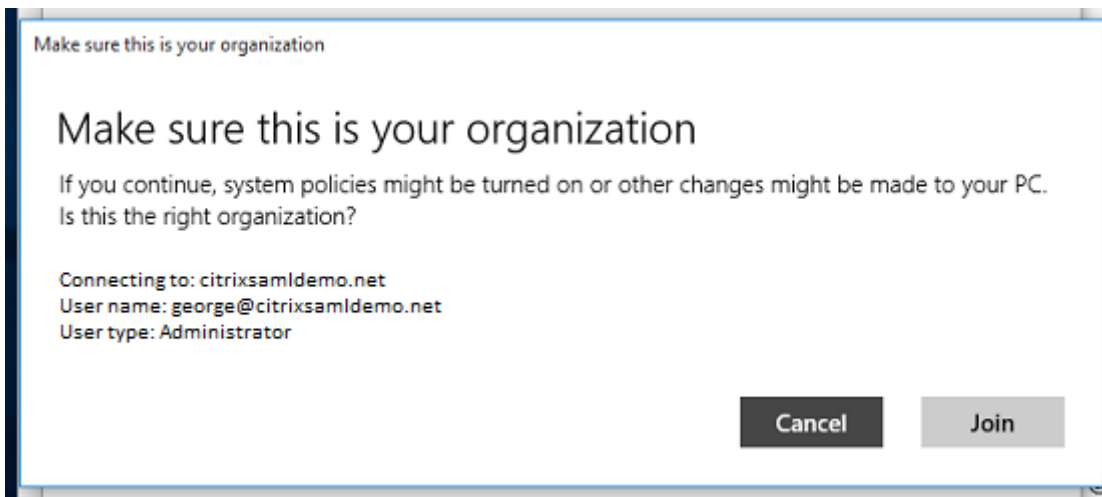 Make sure this is your organization
Make sure this is your organization
If you continue, system policies might be turned on or other changes might be made to your PC.
Is this the right organization?
Connecting to: citrixsamldemo.net
User name: george@citrixsamldemo.net
User type: Administrator
Cancel Join